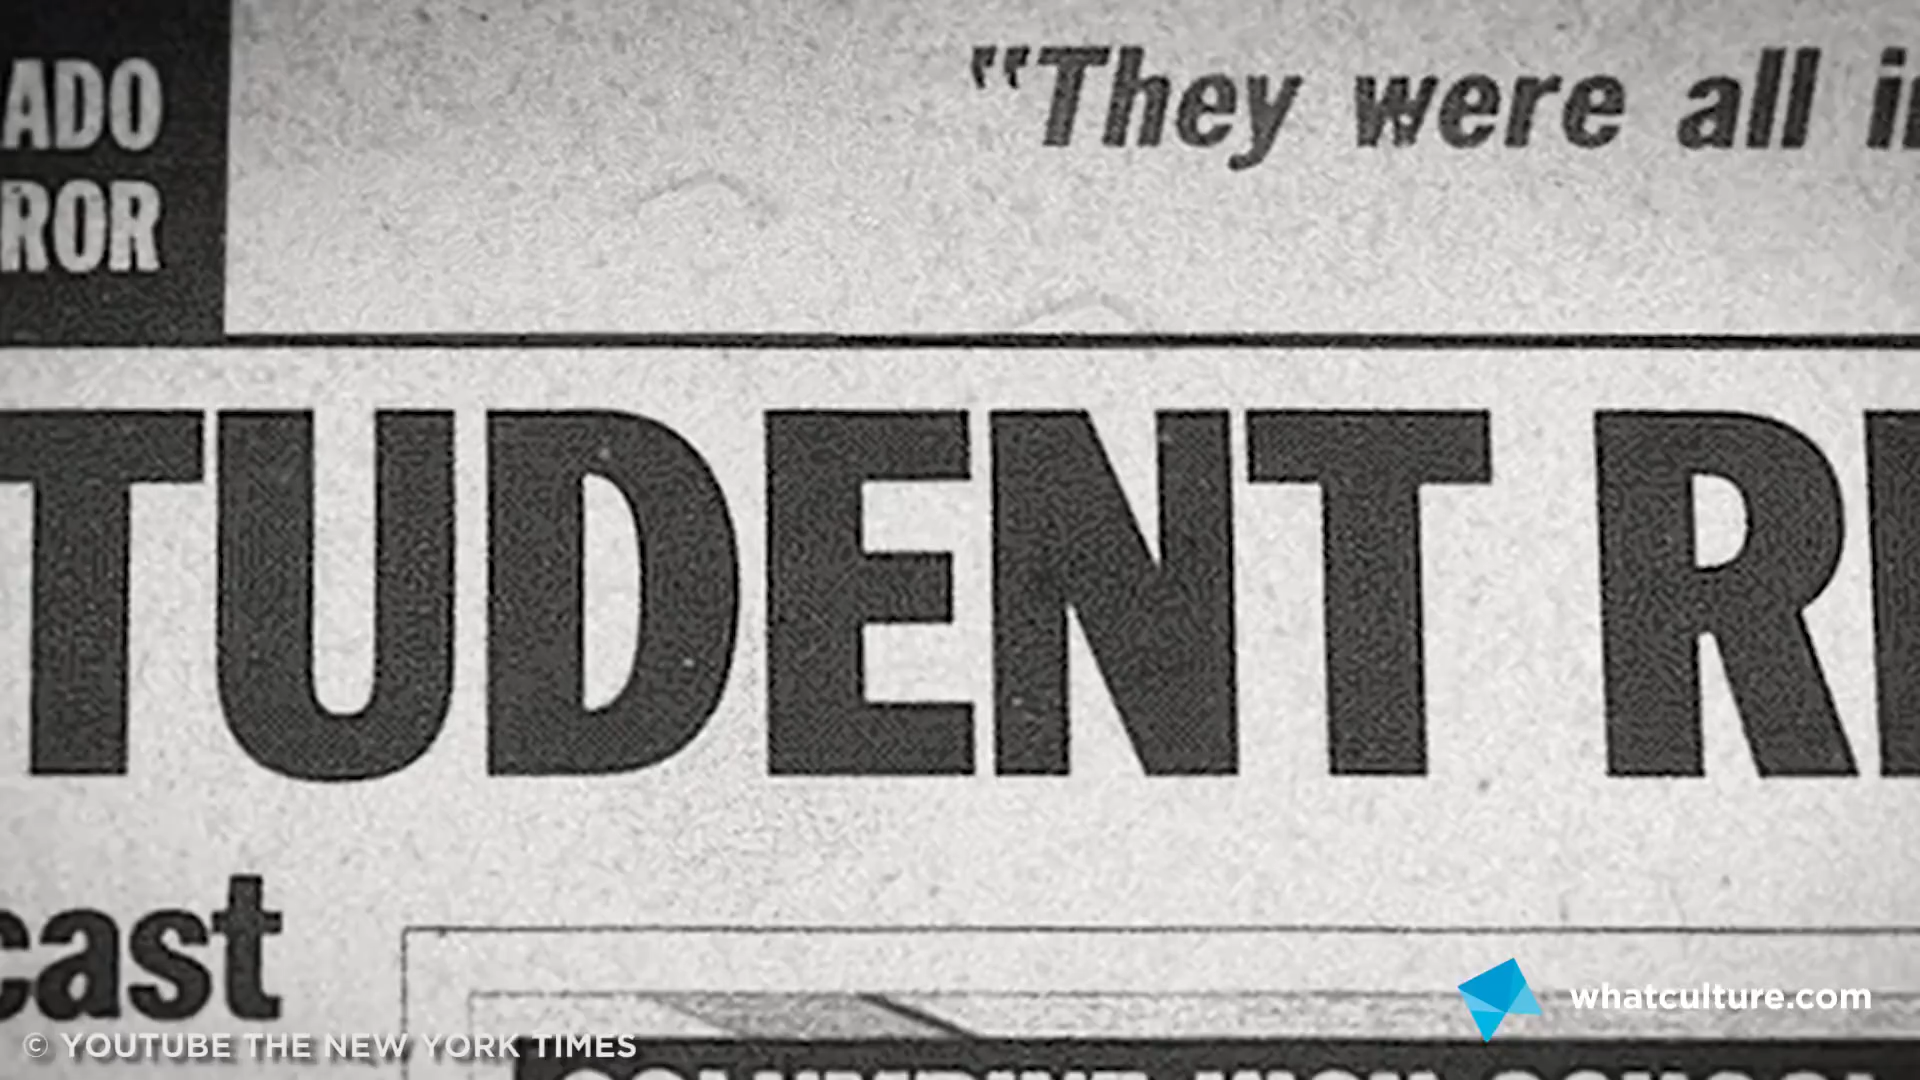 ADO
ROR
"They were all i
TUDENT R
cast
whatculture.com
© YOUTUBE THE NEW YORK TIMES